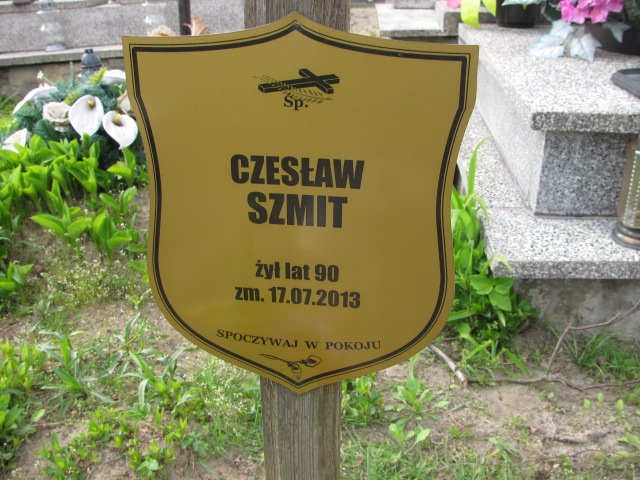 Śp.
CZESŁAW
SZMIT
żył lat 90
zm. 17.07.2013
SPOCZYWAJ W POKOJU